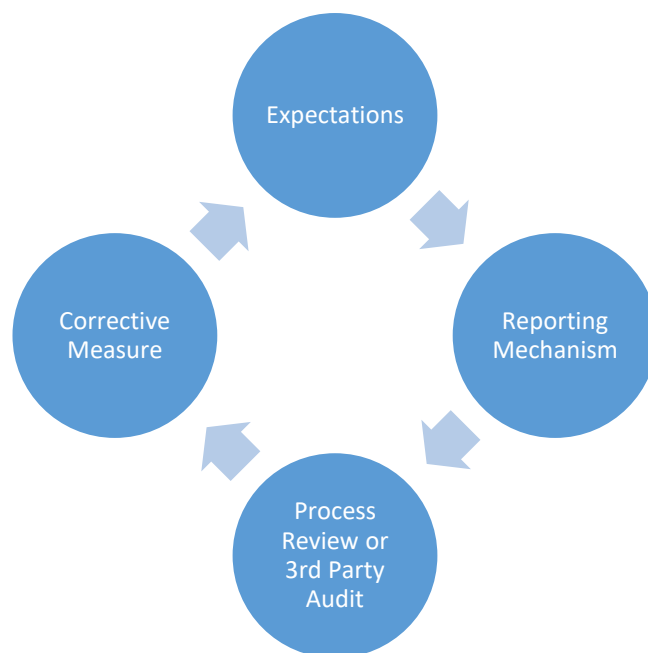 Expectations
Reporting
Mechanism
Process
Review or
3rd Party
Audit
Corrective
Measure